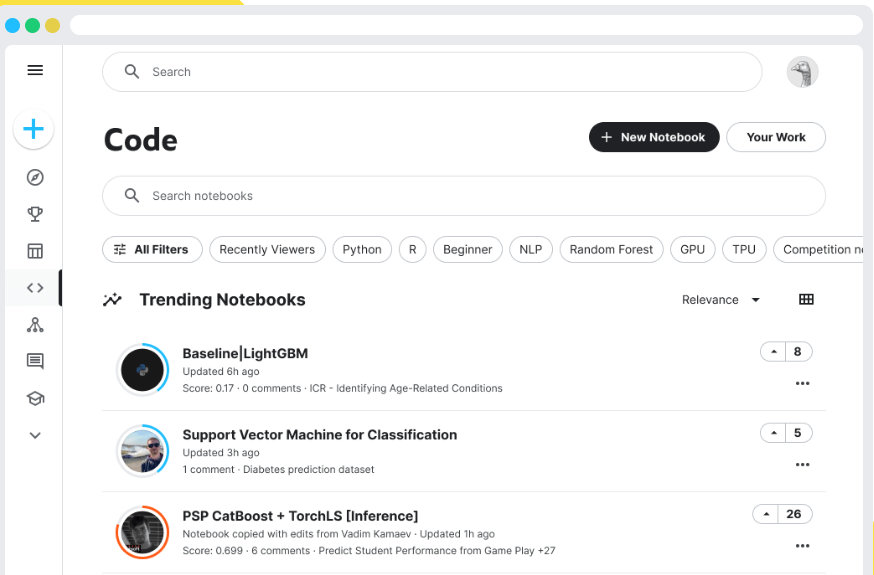 Search
Code
New Notebook
Your Work
Search notebooks
All Filters
Recently Viewers
Python
R
Beginner
NLP
Random Forest
GPU
TPU
Competition
Trending Notebooks
Relevance
Baseline|LightGBM
8
Updated 6h ago
Score: 0.17 · 0 comments · ICR - Identifying Age-Related Conditions
Support Vector Machine for Classification
5
Updated 3h ago
1 comment · Diabetes prediction dataset
PSP CatBoost + TorchLS [Inference]
26
Notebook copied with edits from Vadim Kamaev · Updated 1h ago
Score: 0.699 · 6 comments · Predict Student Performance from Game Play +27